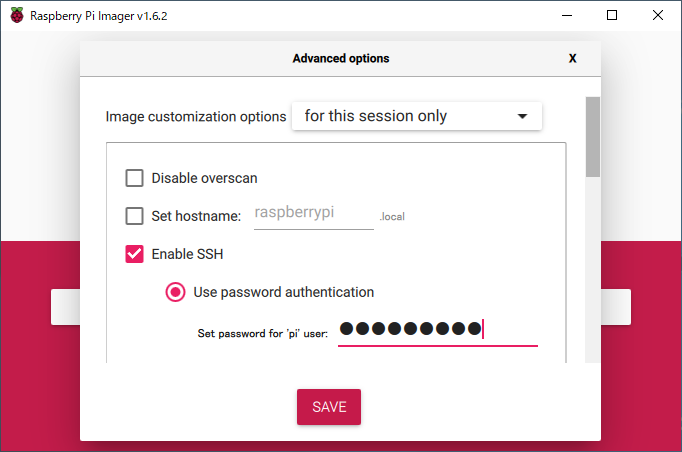 Raspberry Pi Imager v1.6.2
Advanced options
X
Image customization options for this session only
Disable overscan
Set hostname: raspberrypi .local
Enable SSH
Use password authentication
Set password for 'pi' user: ●●●●●●●●●
SAVE